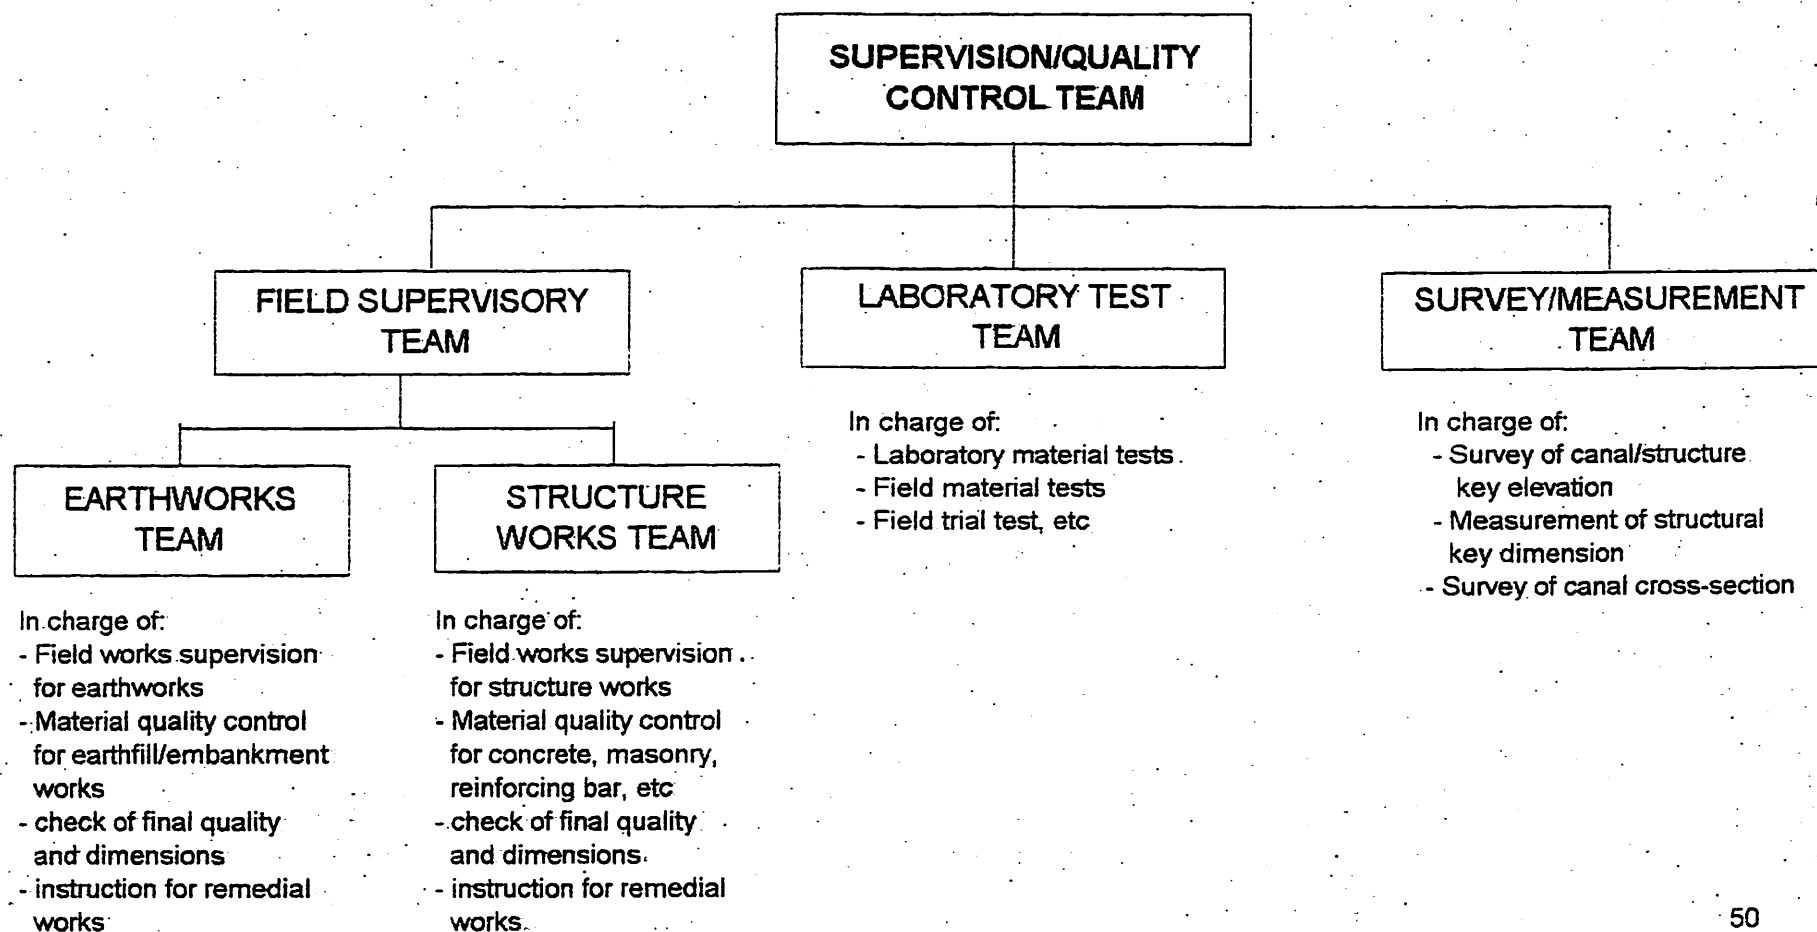 SUPERVISION/QUALITY
CONTROL TEAM
FIELD SUPERVISORY
TEAM
LABORATORY TEST
TEAM
SURVEY/MEASUREMENT
TEAM
In charge of:
- Laboratory material tests
- Field material tests
- Field trial test, etc
In charge of:
- Survey of canal/structure
key elevation
- Measurement of structural
key dimension
- Survey of canal cross-section
EARTHWORKS
TEAM
STRUCTURE
WORKS TEAM
In charge of:
- Field works supervision
for earthworks
- Material quality control
for earthfill/embankment
works
- check of final quality
and dimensions
- instruction for remedial
works
In charge of:
- Field works supervision
for structure works
- Material quality control
for concrete, masonry,
reinforcing bar, etc
- check of final quality
and dimensions
- instruction for remedial
works
50